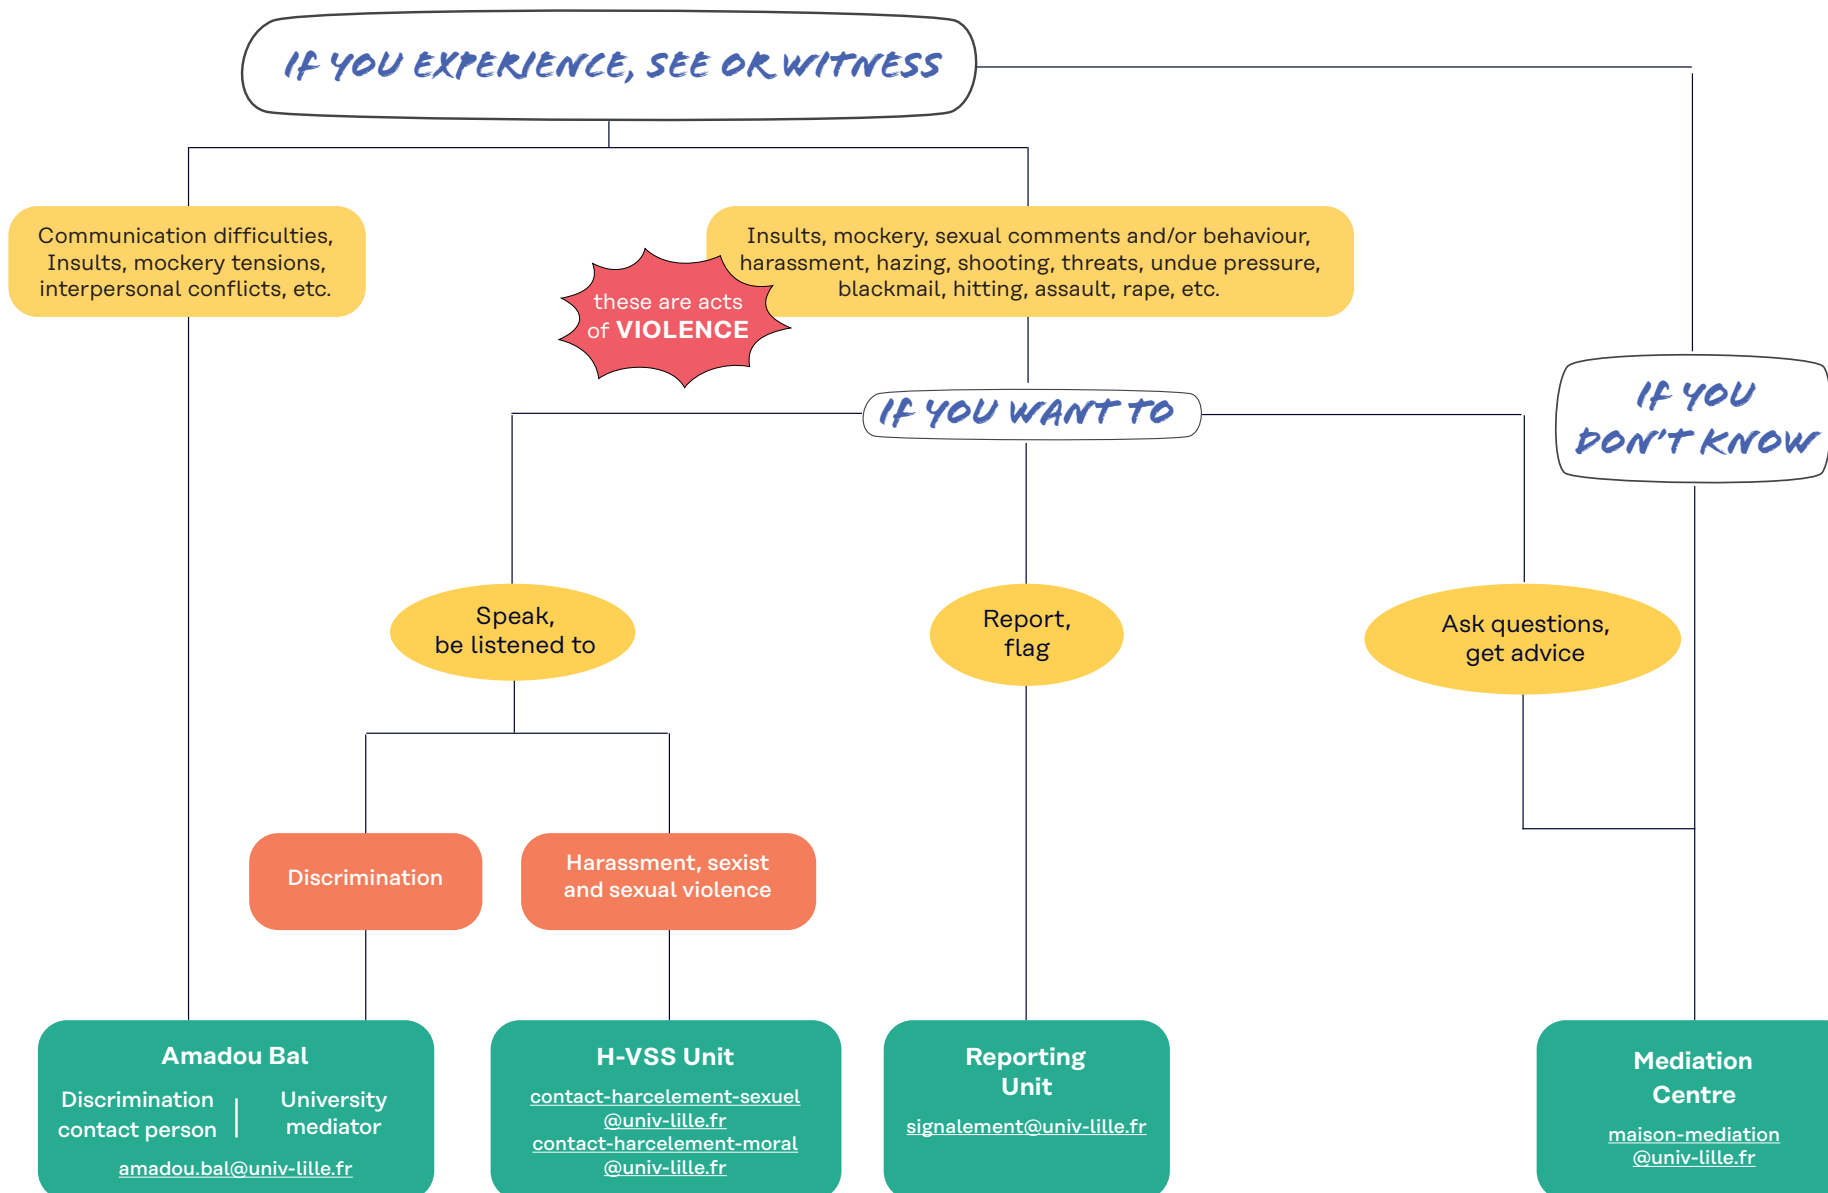 IF YOU EXPERIENCE, SEE OR WITNESS
Communication difficulties,
Insults, mockery tensions,
interpersonal conflicts, etc.
Insults, mockery, sexual comments and/or behaviour,
harassment, hazing, shooting, threats, undue pressure,
blackmail, hitting, assault, rape, etc.
these are acts
of VIOLENCE
IF YOU WANT TO
IF YOU
DON'T KNOW
Speak,
be listened to
Report,
flag
Ask questions,
get advice
Discrimination
Harassment, sexist
and sexual violence
Amadou Bal
Discrimination
contact person
University
mediator
amadou.bal@univ-lille.fr
H-VSS Unit
contact-harcelement-sexuel
@univ-lille.fr
contact-harcelement-moral
@univ-lille.fr
Reporting
Unit
signalement@univ-lille.fr
Mediation
Centre
maison-mediation
@univ-lille.fr